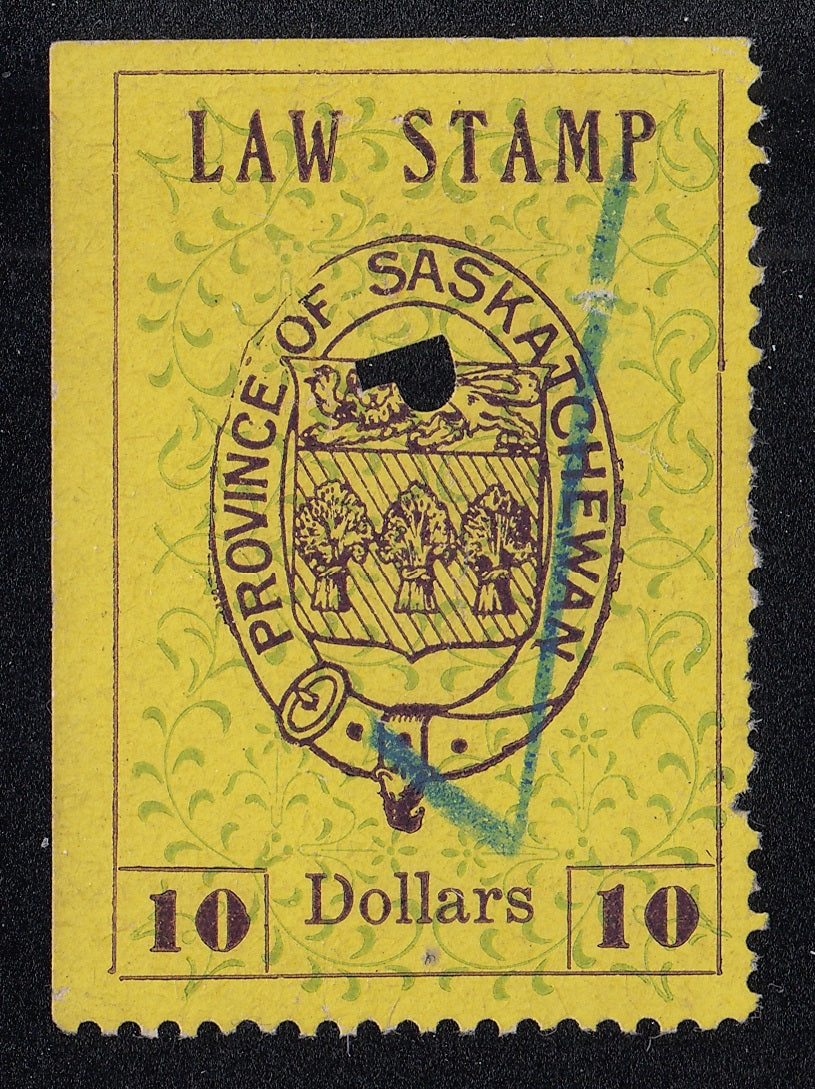 LAW STAMP
PROVINCE OF SASKATCHEWAN
10 Dollars 10